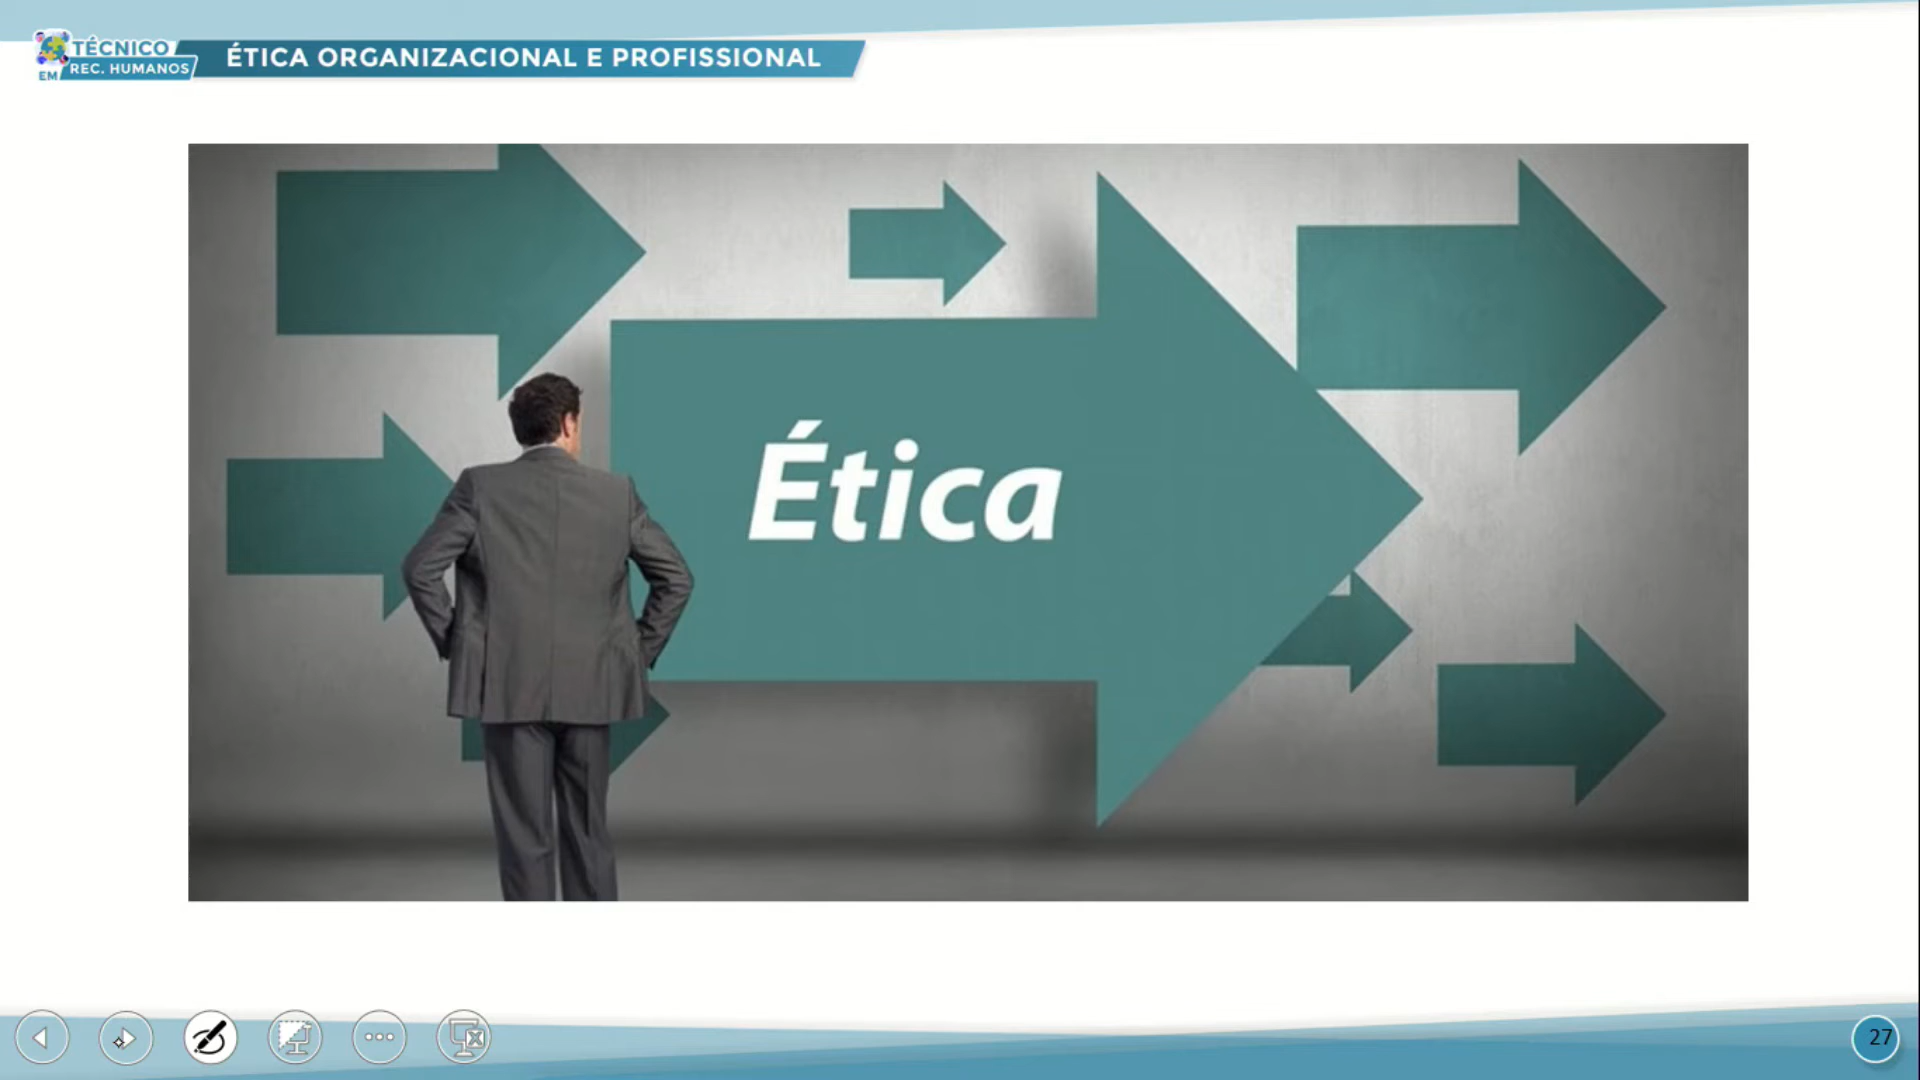 TÉCNICO
EM REC. HUMANOS
ÉTICA ORGANIZACIONAL E PROFISSIONAL
Ética
27